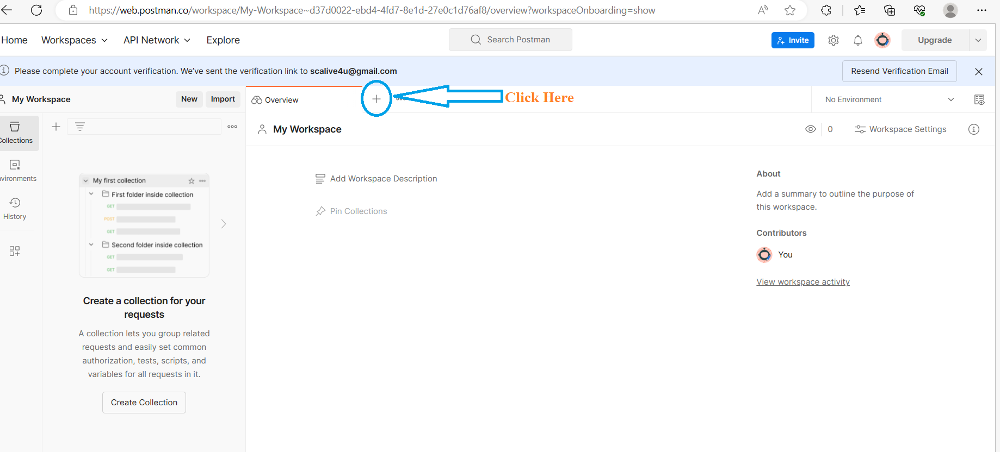 https://web.postman.co/workspace/My-Workspace~d37d0022-ebd4-4fd7-8e1d-27e0c1d76af8/overview?workspaceOnboarding=show
Home Workspaces API Network Explore Search Postman Invite Upgrade
Please complete your account verification. We've sent the verification link to scalive4u@gmail.com Resend Verification Email
My Workspace New Import Overview Click Here No Environment
My Workspace 0 Workspace Settings
Collections
Environments
History
My first collection
First folder inside collection
GET
POST
GET
Second folder inside collection
GET
GET
Create a collection for your
requests
A collection lets you group related
requests and easily set common
authorization, tests, scripts, and
variables for all requests in it.
Create Collection
Add Workspace Description
Pin Collections
About
Add a summary to outline the purpose of
this workspace.
Contributors
You
View workspace activity